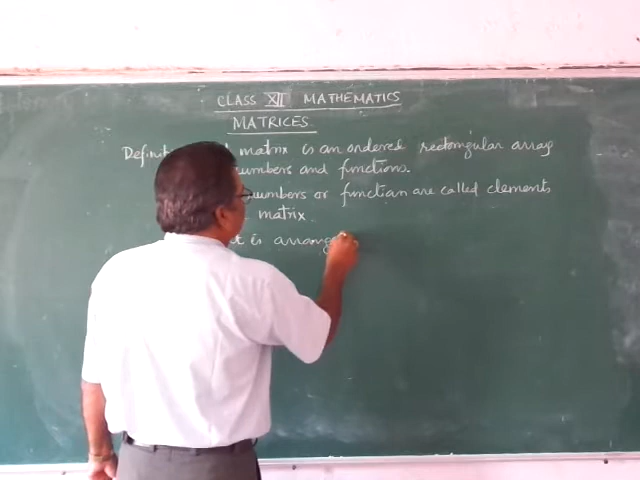 CLASS XII MATHEMATICS
MATRICES
matrix is an ordered rectangular array
numbers and functions.
numbers or function are called elements
matrix.
is